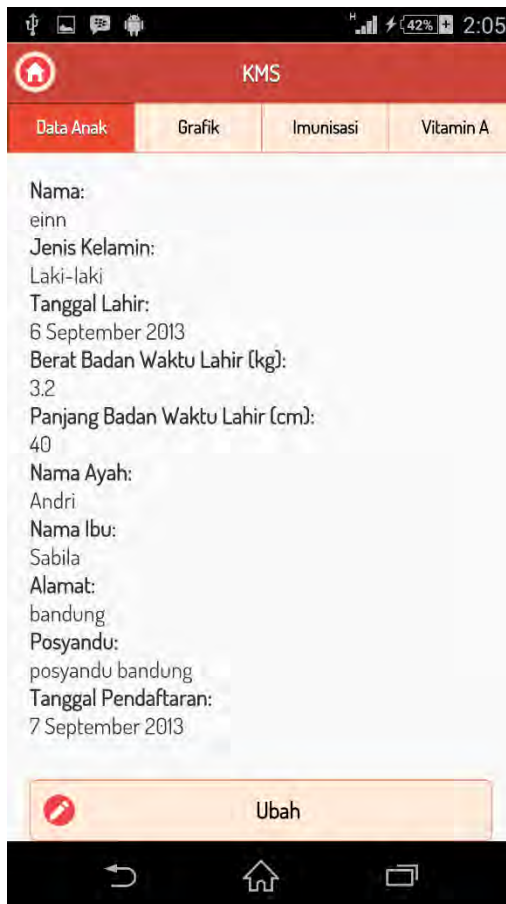 H 42% 2:05
KMS
Data Anak Grafik Imunisasi Vitamin A
Nama:
einn
Jenis Kelamin:
Laki-laki
Tanggal Lahir:
6 September 2013
Berat Badan Waktu Lahir (kg):
3.2
Panjang Badan Waktu Lahir (cm):
40
Nama Ayah:
Andri
Nama Ibu:
Sabila
Alamat:
bandung
Posyandu:
posyandu bandung
Tanggal Pendaftaran:
7 September 2013
Ubah